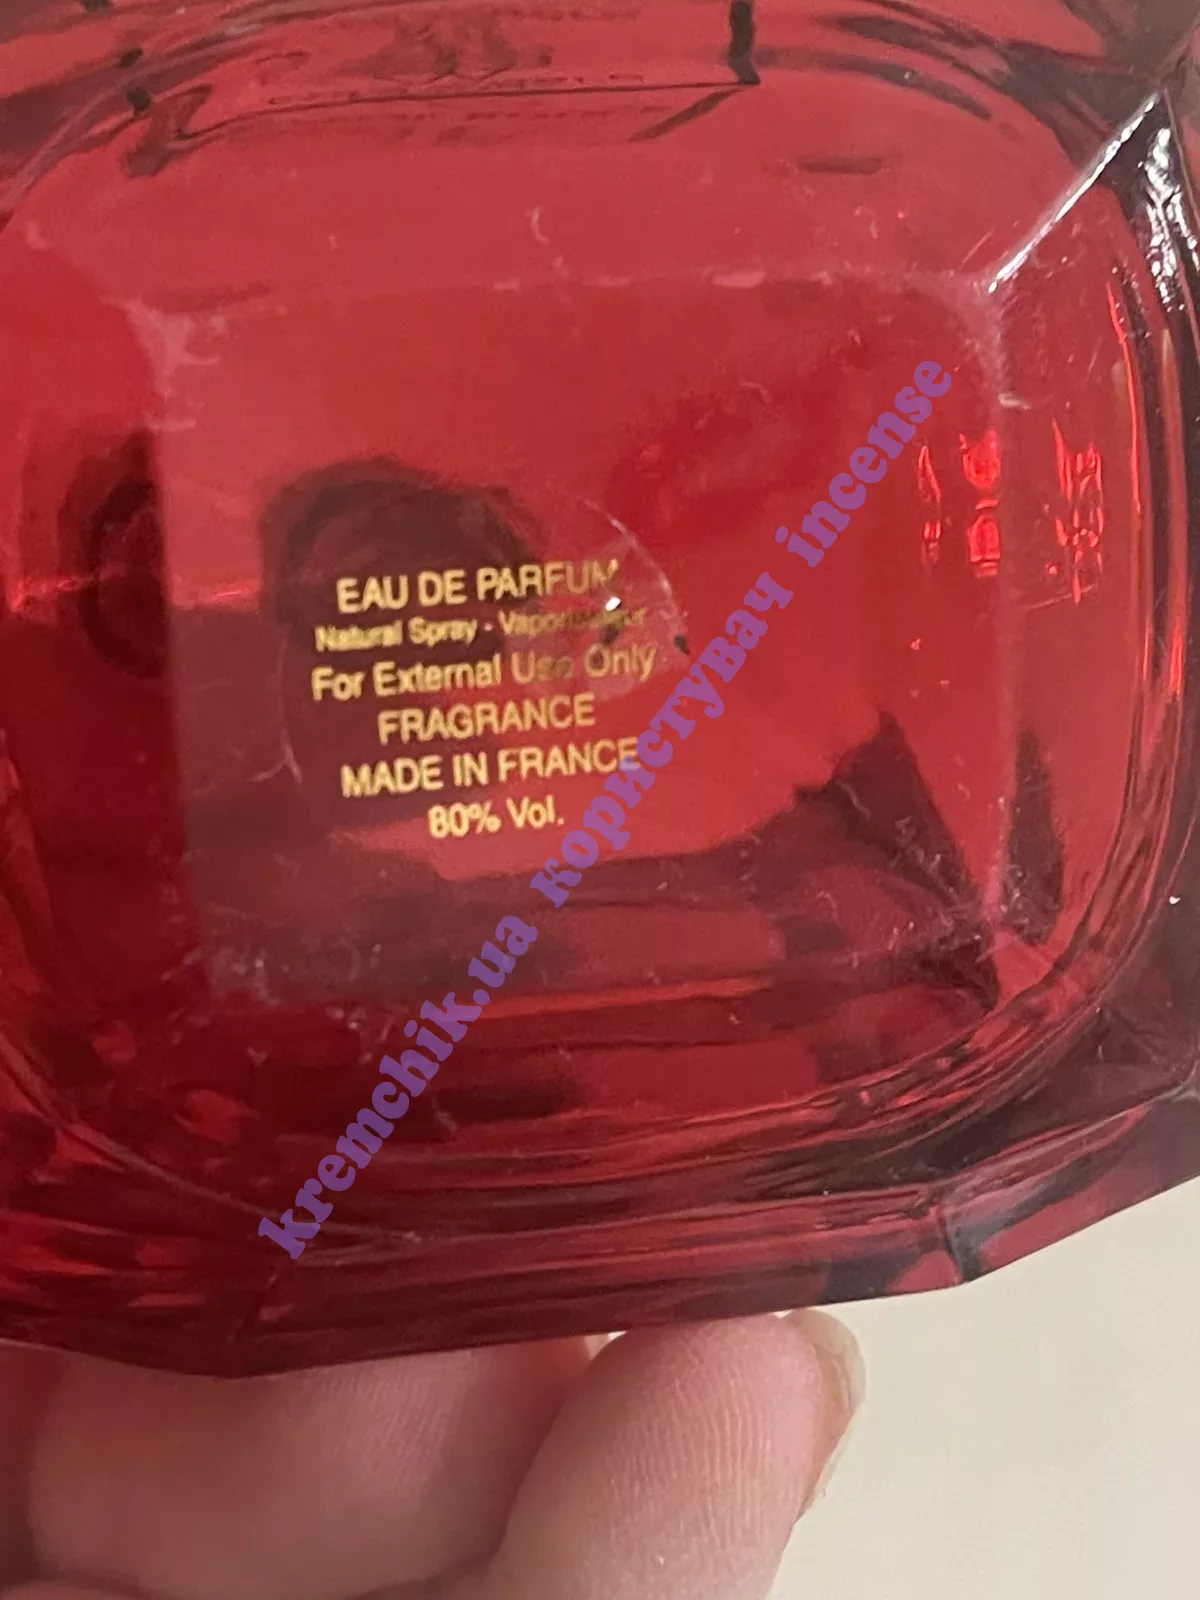 EAU DE PARFUM
Natural Spray - Vaporisateur
For External Use Only
FRAGRANCE
MADE IN FRANCE
80% Vol.
kremchik.ua користувач incense